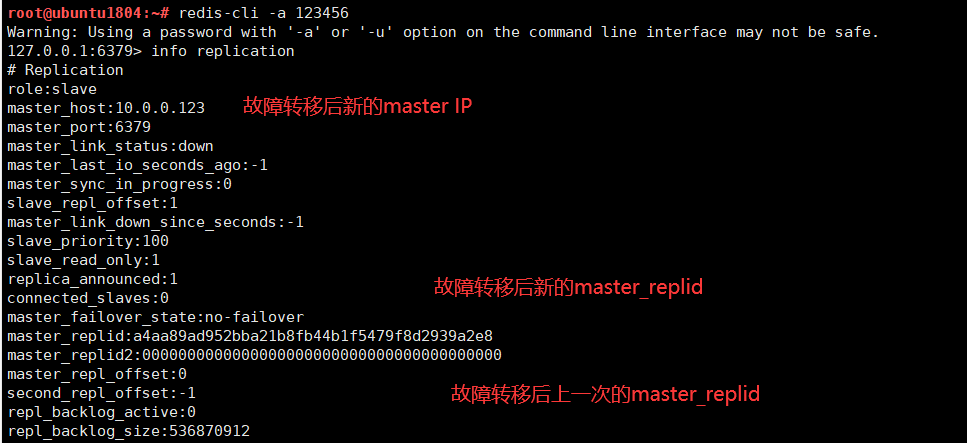 root@ubuntu1804:~# redis-cli -a 123456
Warning: Using a password with '-a' or '-u' option on the command line interface may not be safe.
127.0.0.1:6379> info replication
# Replication
role:slave
master_host:10.0.0.123 故障转移后新的master IP
master_port:6379
master_link_status:down
master_last_io_seconds_ago:-1
master_sync_in_progress:0
slave_repl_offset:1
master_link_down_since_seconds:-1
slave_priority:100
slave_read_only:1
replica_announced:1 故障转移后新的master_replid
connected_slaves:0
master_failover_state:no-failover
master_replid:a4aa89ad952bba21b8fb44b1f5479f8d2939a2e8
master_replid2:0000000000000000000000000000000000000000
master_repl_offset:0
second_repl_offset:-1 故障转移后上一次的master_replid
repl_backlog_active:0
repl_backlog_size:536870912